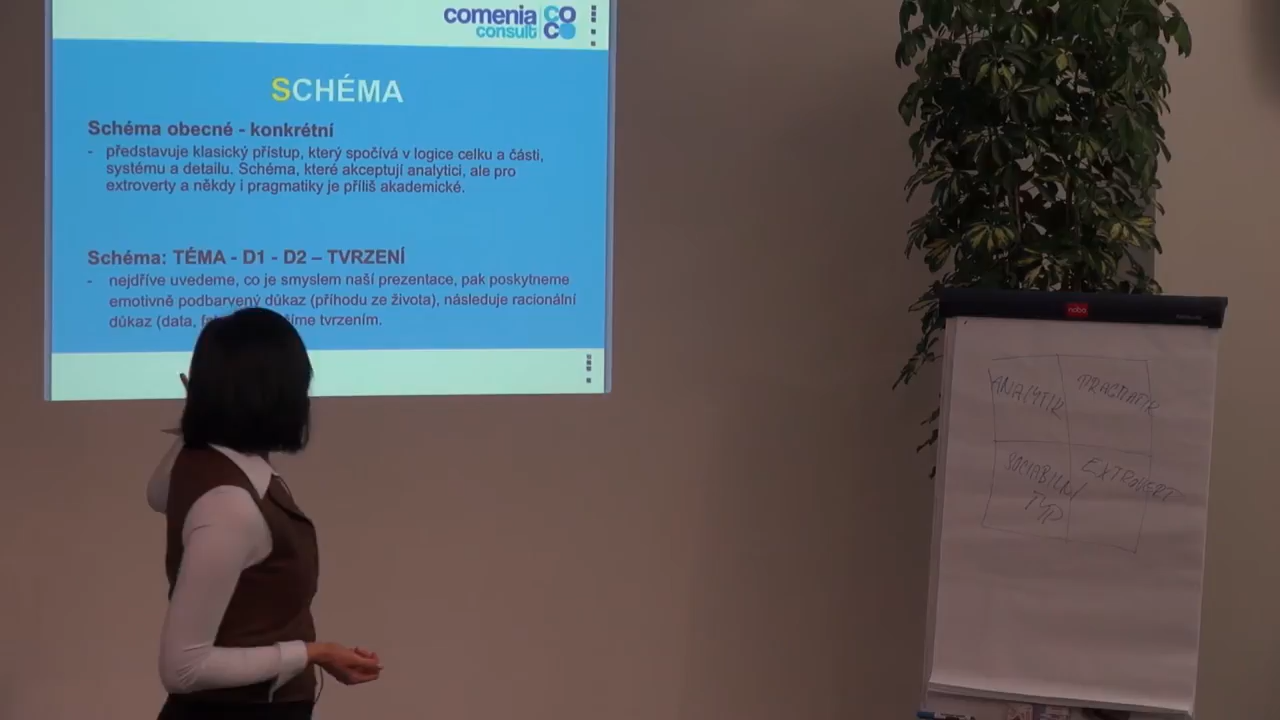 comenia
consult
CO
CO
SCHÉMA
Schéma obecné - konkrétní
- představuje klasický přístup, který spočívá v logice celku a části,
systému a detailu. Schéma, které akceptují analytici, ale pro
extroverty a někdy i pragmatiky je příliš akademické.
Schéma: TÉMA - D1 - D2 – TVRZENÍ
- nejdříve uvedeme, co je smyslem naší prezentace, pak poskytneme
emotivně podbarvený důkaz (příhodu ze života), následuje racionální
důkaz (data, tvrzením.
nobo
ANALYTIK
PRAGMATIK
SOCIABILNÍ
TYP
EXTROVERT